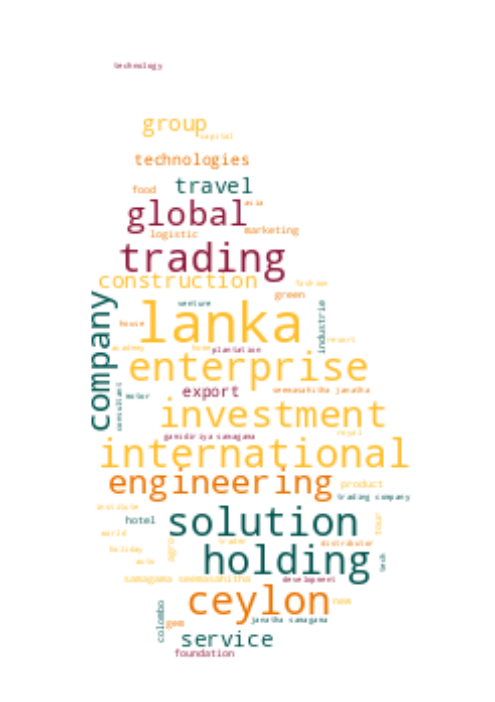 technology
group
capital
technologies
travel
food
asia
global
logistic
marketing
trading
construction
fashion
green
company
venture
industrie
lanka
house
resort
academy
home
plantation
enterprise
consultant
motor
export
seemasahitha janatha
investment
gamidiriya samagama
royal
international
engineering
product
trading company
institute
hotel
solution
tour
world
agro
trader
distributor
holiday
auto
holding
tech
samagama seemasahitha
development
ceylon
new
colombo
gem
janatha samagama
service
foundation